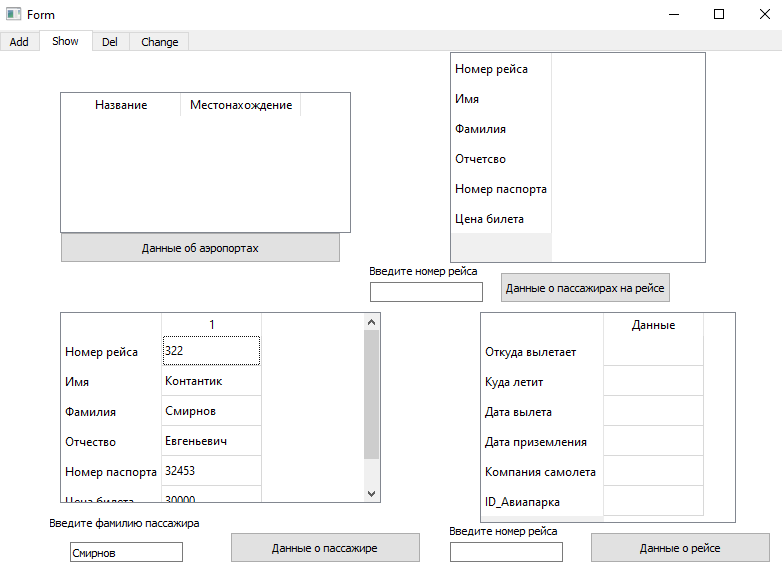 Form
Add Show Del Change
Название Местонахождение
Данные об аэропортах
Номер рейса
Имя
Фамилия
Отчетсво
Номер паспорта
Цена билета
Введите номер рейса
Данные о пассажирах на рейсе
1
Номер рейса 322
Имя Контантик
Фамилия Смирнов
Отчество Евгеньевич
Номер паспорта 32453
Цена билета 30000
Введите фамилию пассажира
Смирнов
Данные о пассажире
Данные
Откуда вылетает
Куда летит
Дата вылета
Дата приземления
Компания самолета
ID_Авиапарка
Введите номер рейса
Данные о рейсе